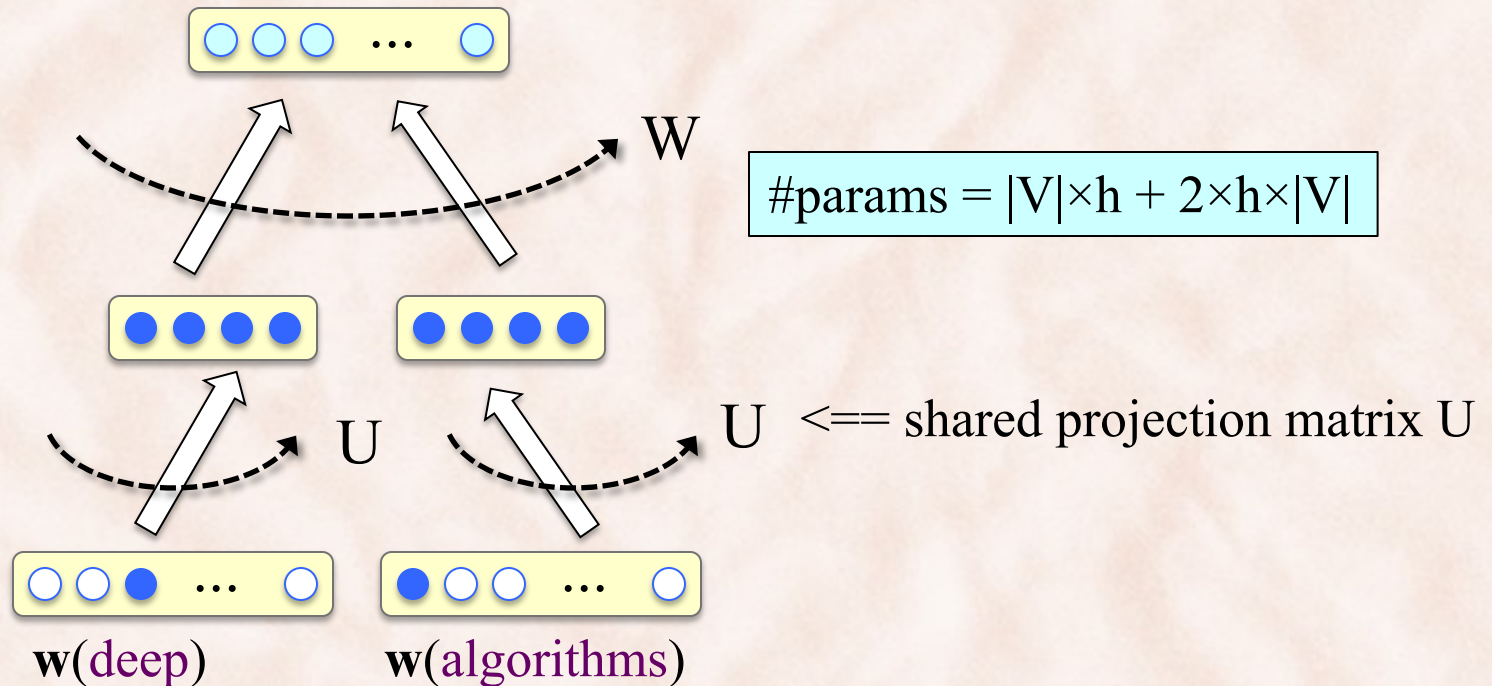 ...
W
#params = |V|×h + 2×h×|V|
U
U <== shared projection matrix U
... ...
w(deep) w(algorithms)